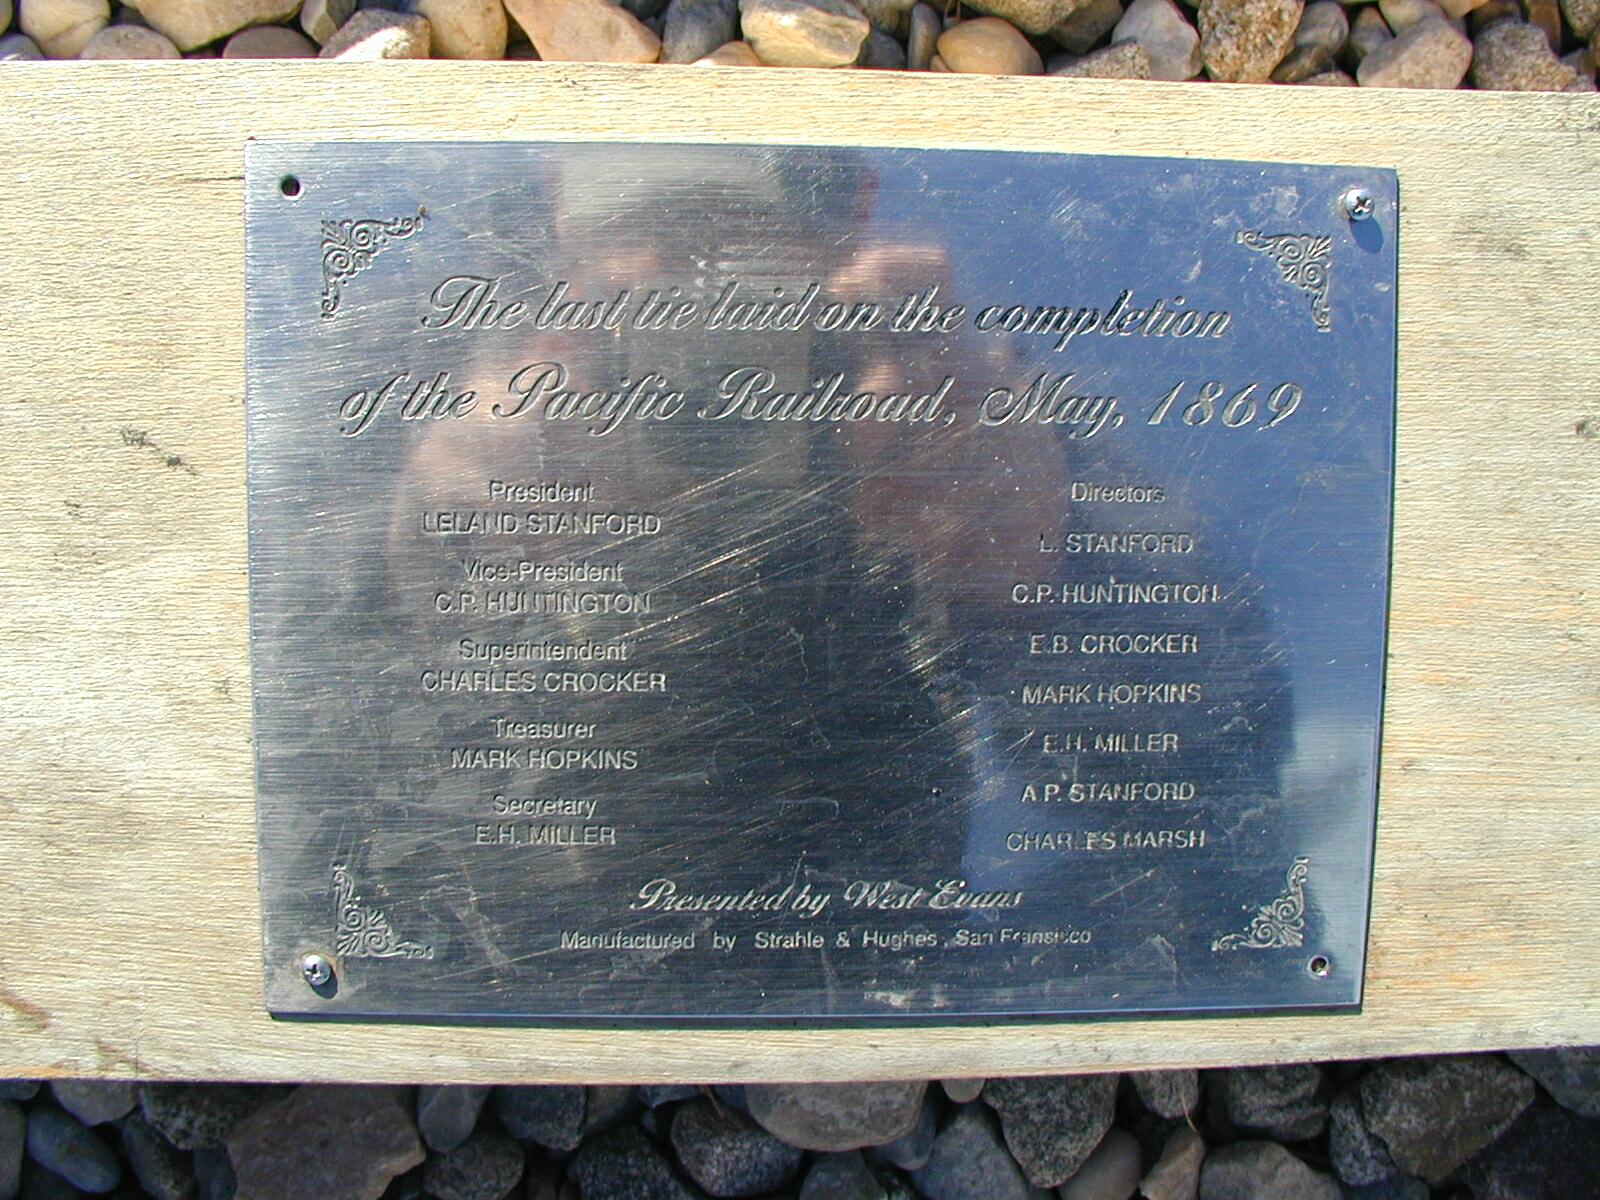 The last tie laid on the completion
of the Pacific Railroad, May, 1869
President
LELAND STANFORD
Vice-President
C.P. HUNTINGTON
Superintendent
CHARLES CROCKER
Treasurer
MARK HOPKINS
Secretary
E.H. MILLER
Directors
L. STANFORD
C.P. HUNTINGTON
E.B. CROCKER
MARK HOPKINS
E.H. MILLER
A.P. STANFORD
CHARLES MARSH
Presented by West Evans
Manufactured by Strahle & Hughes, San Fransisco